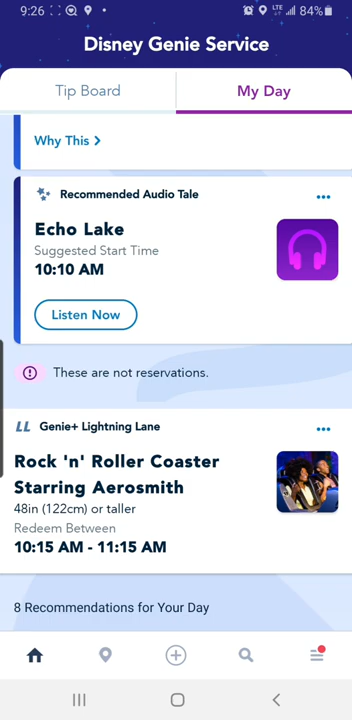 9:26
LTE
84%
Disney Genie Service
Tip Board
My Day
Why This
Recommended Audio Tale
Echo Lake
Suggested Start Time
10:10 AM
Listen Now
These are not reservations.
LL Genie+ Lightning Lane
Rock 'n' Roller Coaster
Starring Aerosmith
48in (122cm) or taller
Redeem Between
10:15 AM - 11:15 AM
8 Recommendations for Your Day